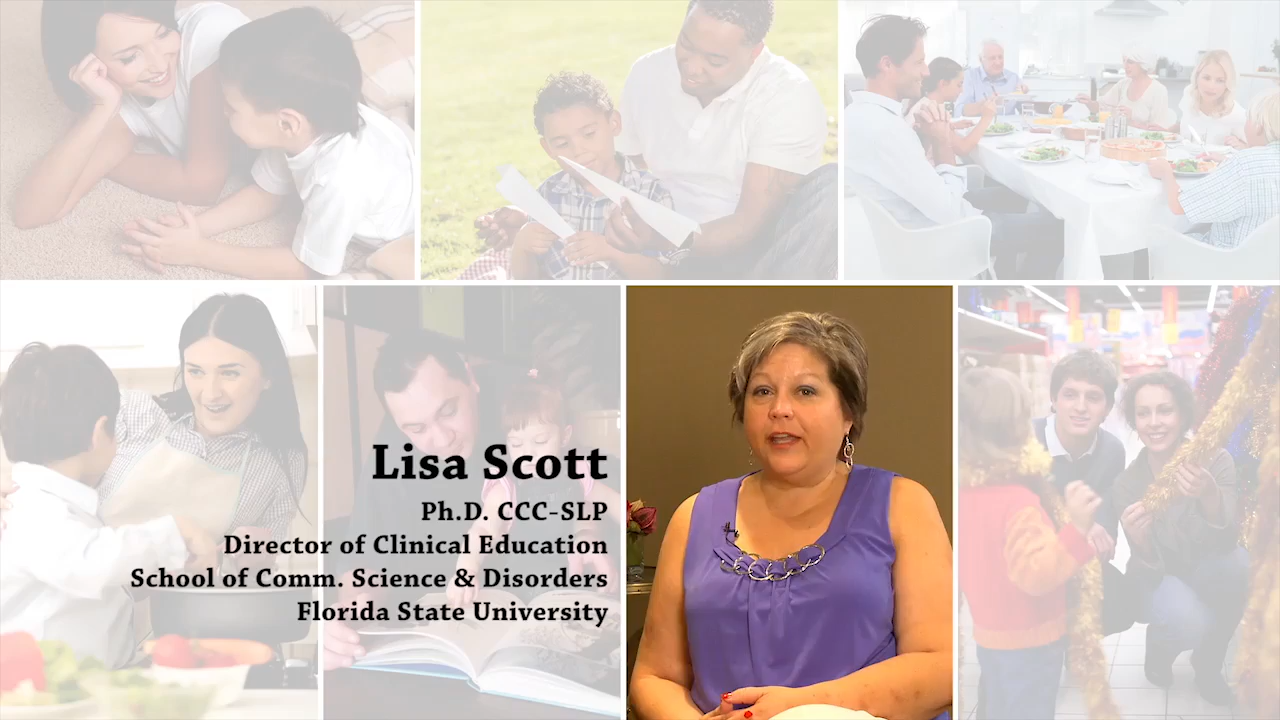 Lisa Scott
Ph.D. CCC-SLP
Director of Clinical Education
School of Comm. Science & Disorders
Florida State University